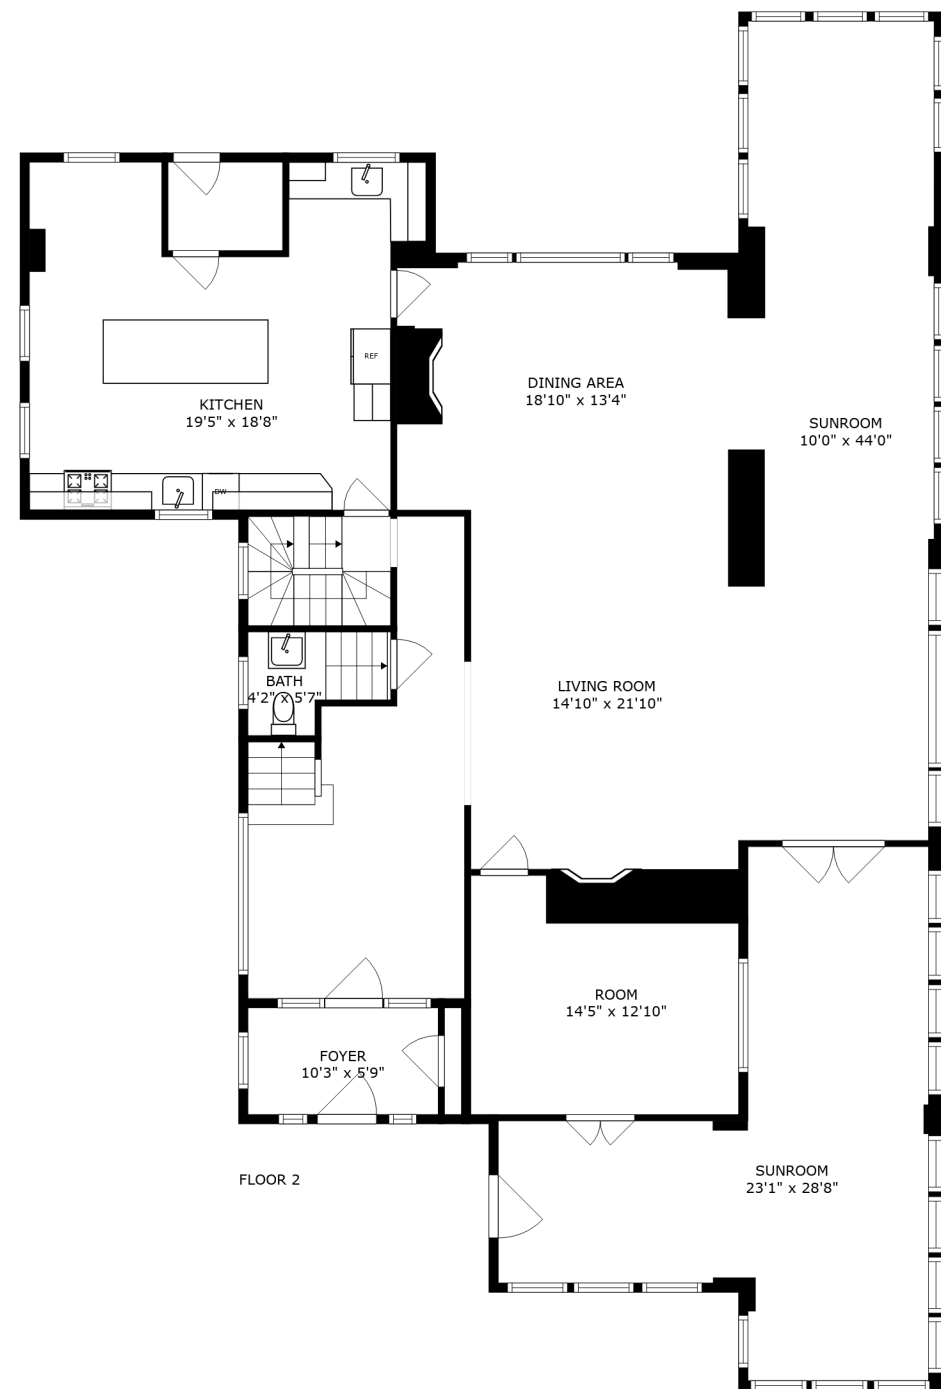 REF
DINING AREA
18'10" x 13'4"
KITCHEN
19'5" x 18'8"
SUNROOM
10'0" x 44'0"
DW
BATH
4'2" x 5'7"
LIVING ROOM
14'10" x 21'10"
ROOM
14'5" x 12'10"
FOYER
10'3" x 5'9"
SUNROOM
23'1" x 28'8"
FLOOR 2